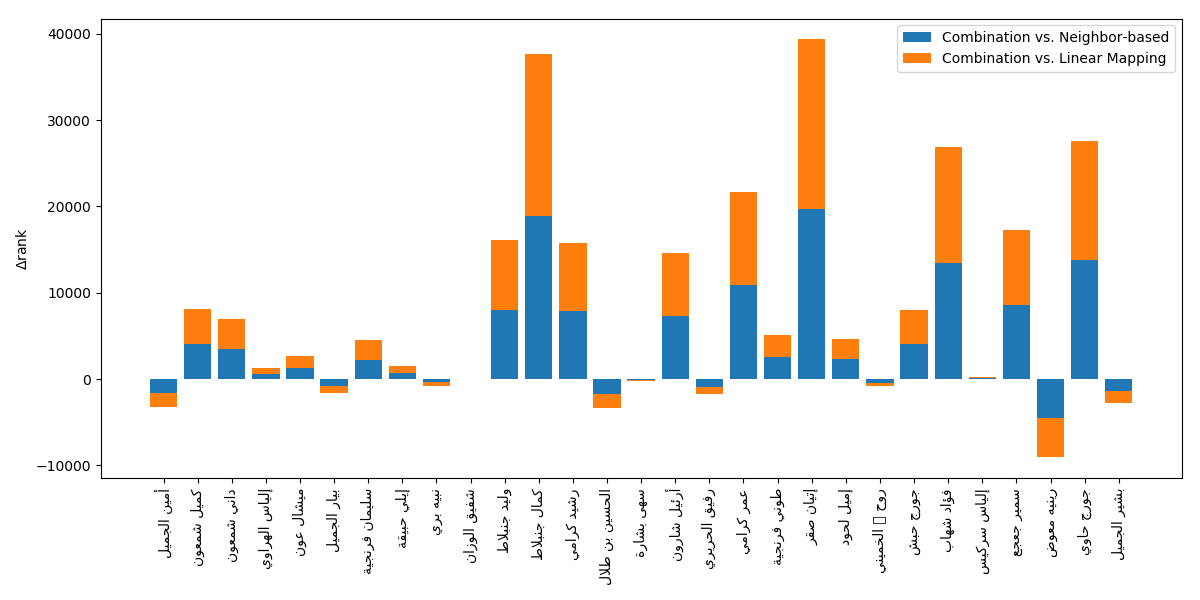 Combination vs. Neighbor-based
Combination vs. Linear Mapping
Δrank
40000
30000
20000
10000
0
−10000
أمين الجميل
كميل شمعون
داني شمعون
إلياس الهراوي
ميشال عون
بيار الجميل
سليمان فرنجية
إيلي حبيقة
نبيه بري
شفيق الوزان
وليد جنبلاط
كمال جنبلاط
رشيد كرامي
الحسين بن طلال
سهى بشارة
أرئيل شارون
رفيق الحريري
عمر كرامي
طوني فرنجية
إتيان صقر
إميل لحود
روح الخميني
جورج حبش
فؤاد شهاب
إلياس سركيس
سمير جعجع
رينيه معوض
جورج حاوي
بشير الجميل